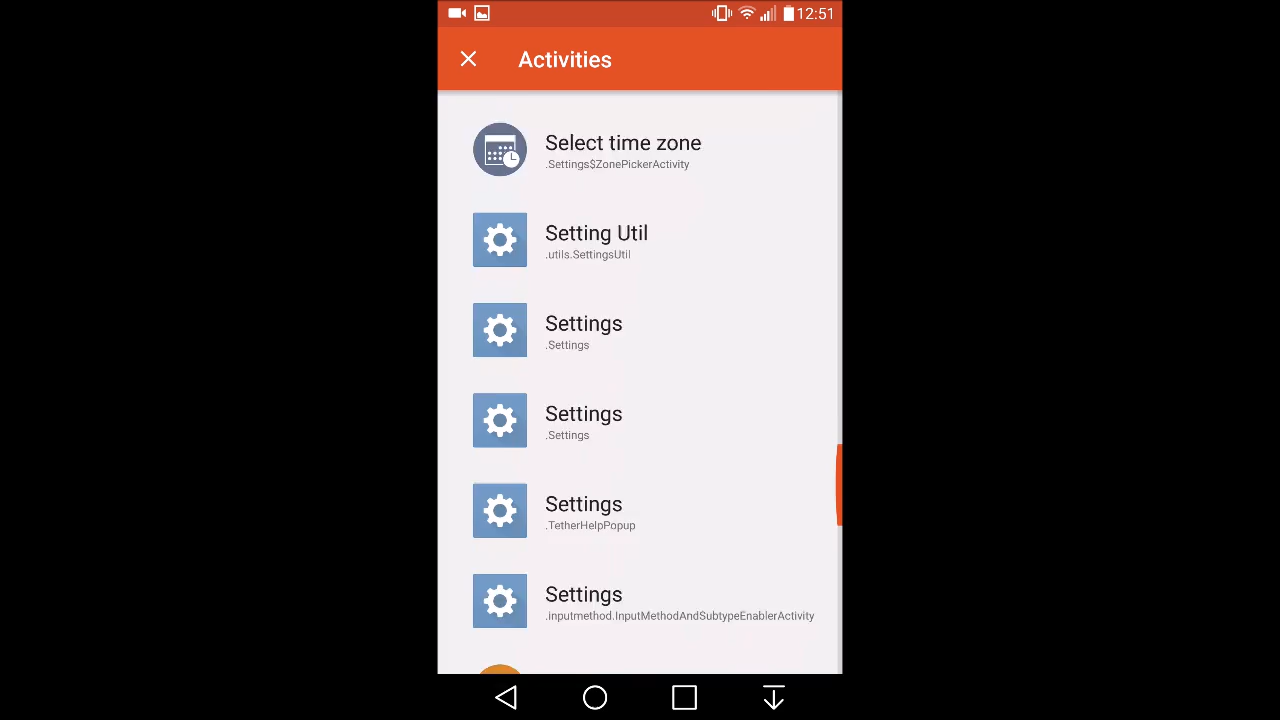 12:51
Activities
Select time zone
.Settings$ZonePickerActivity
Setting Util
.utils.SettingsUtil
Settings
.Settings
Settings
.Settings
Settings
.TetherHelpPopup
Settings
.inputmethod.InputMethodAndSubtypeEnablerActivity